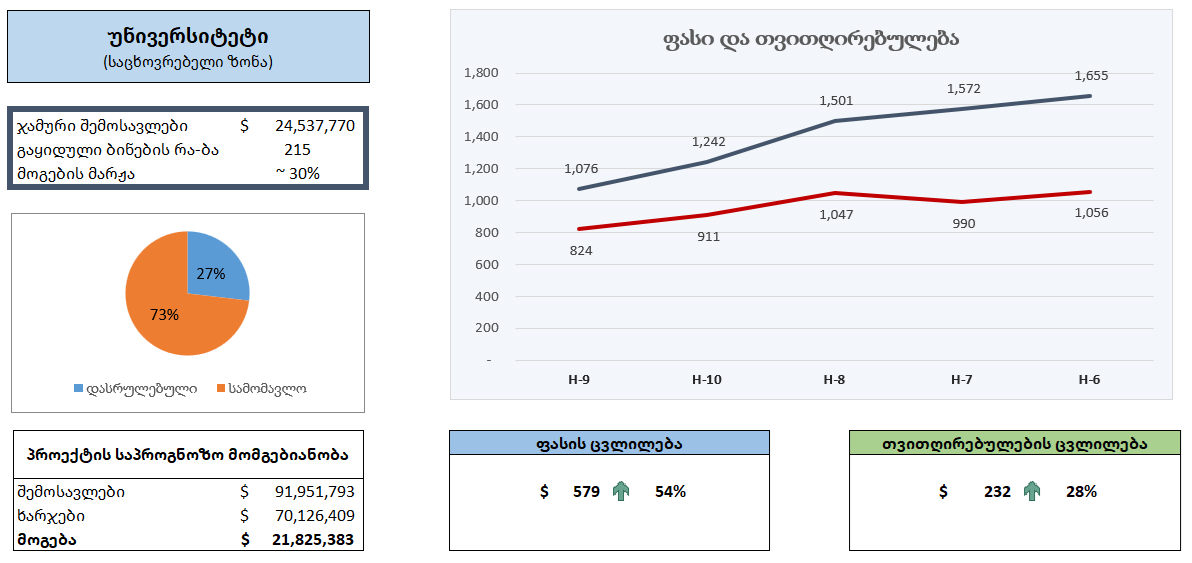 უნივერსიტეტი
(საცხოვრებელი ზონა)
ჯამური შემოსავლები $ 24,537,770
გაყიდული ბინების რა-ბა 215
მოგების მარჟა ~ 30%
27%
73%
დასრულებული სამომავლო
პროექტის საპროგნოზო მომგებიანობა
შემოსავლები $ 91,951,793
ხარჯები $ 70,126,409
მოგება $ 21,825,383
ფასი და თვითღირებულება
1,800
1,600
1,400
1,200
1,000
800
600
400
200
-
1,076
1,242
1,501
1,572
1,655
824
911
1,047
990
1,056
H-9 H-10 H-8 H-7 H-6
ფასის ცვლილება
$ 579 54%
თვითღირებულების ცვლილება
$ 232 28%